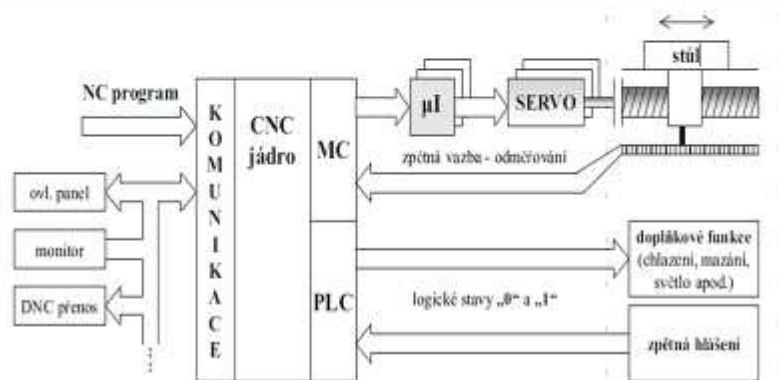 NC program
KOMUNIKACE
CNC
jádro
MC
PLC
µI
SERVO
stůl
zpětná vazba - odměřování
ovl. panel
monitor
DNC přenos
doplňkové funkce
(chlazení, mazání,
světlo apod.)
logické stavy „0“ a „1“
zpětná hlášení